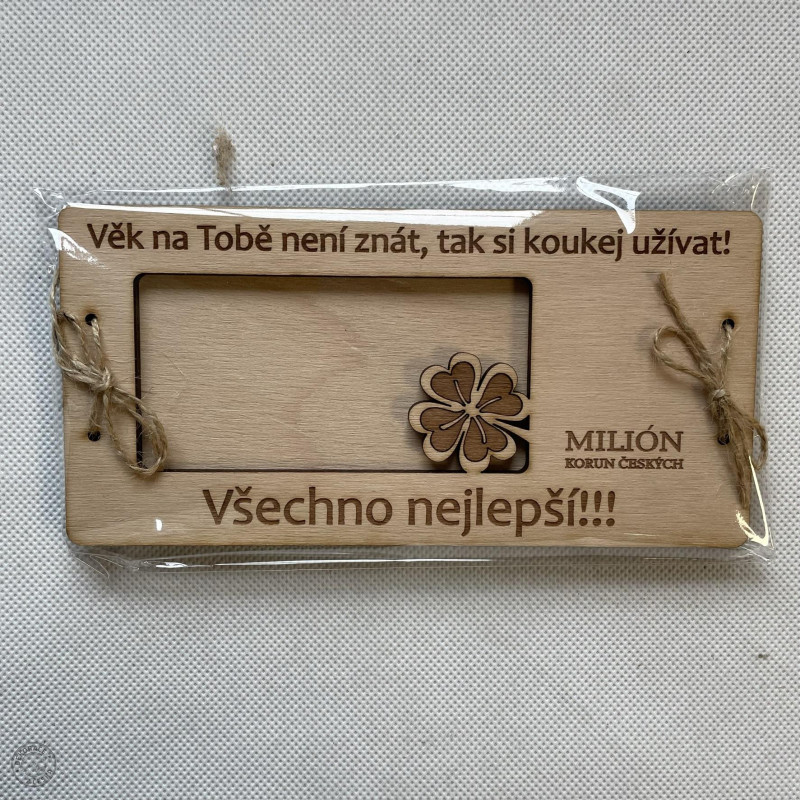 Věk na Tobě není znát, tak si koukej užívat!
MILIÓN
KORUN ČESKÝCH
Všechno nejlepší!!!